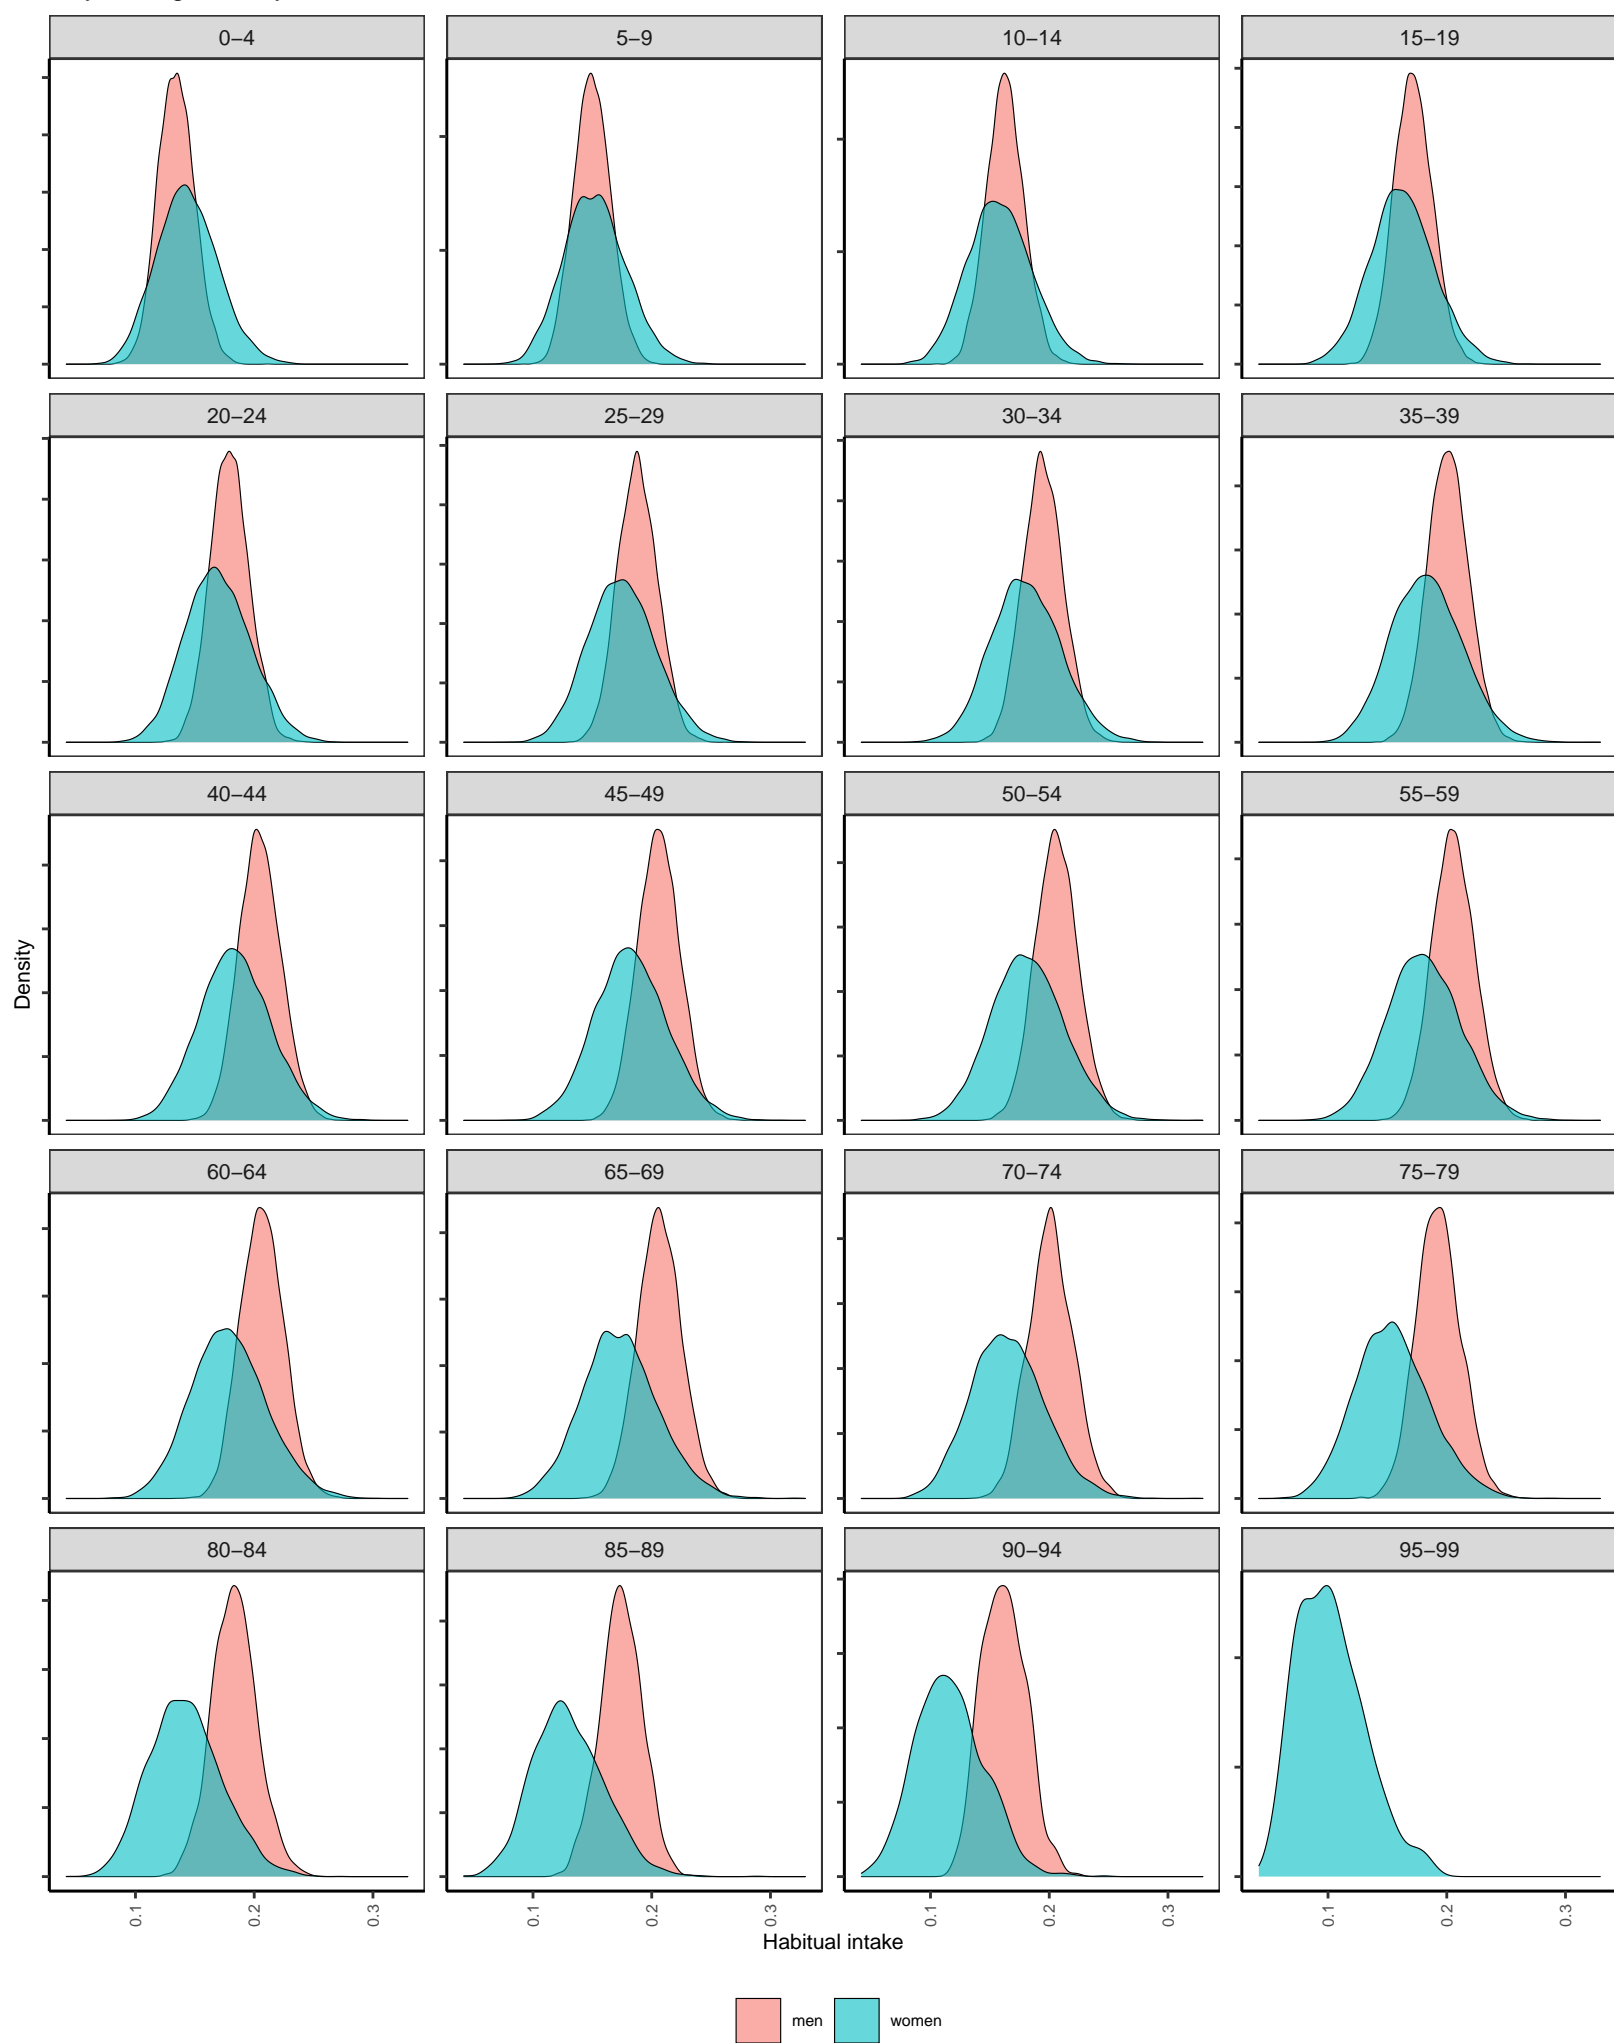 0−4 5−9 10−14 15−19
20−24 25−29 30−34 35−39
40−44 45−49 50−54 55−59
Density
60−64 65−69 70−74 75−79
80−84 85−89 90−94 95−99
0.1 0.2 0.3 0.1 0.2 0.3 0.1 0.2 0.3 0.1 0.2 0.3
Habitual intake
men women